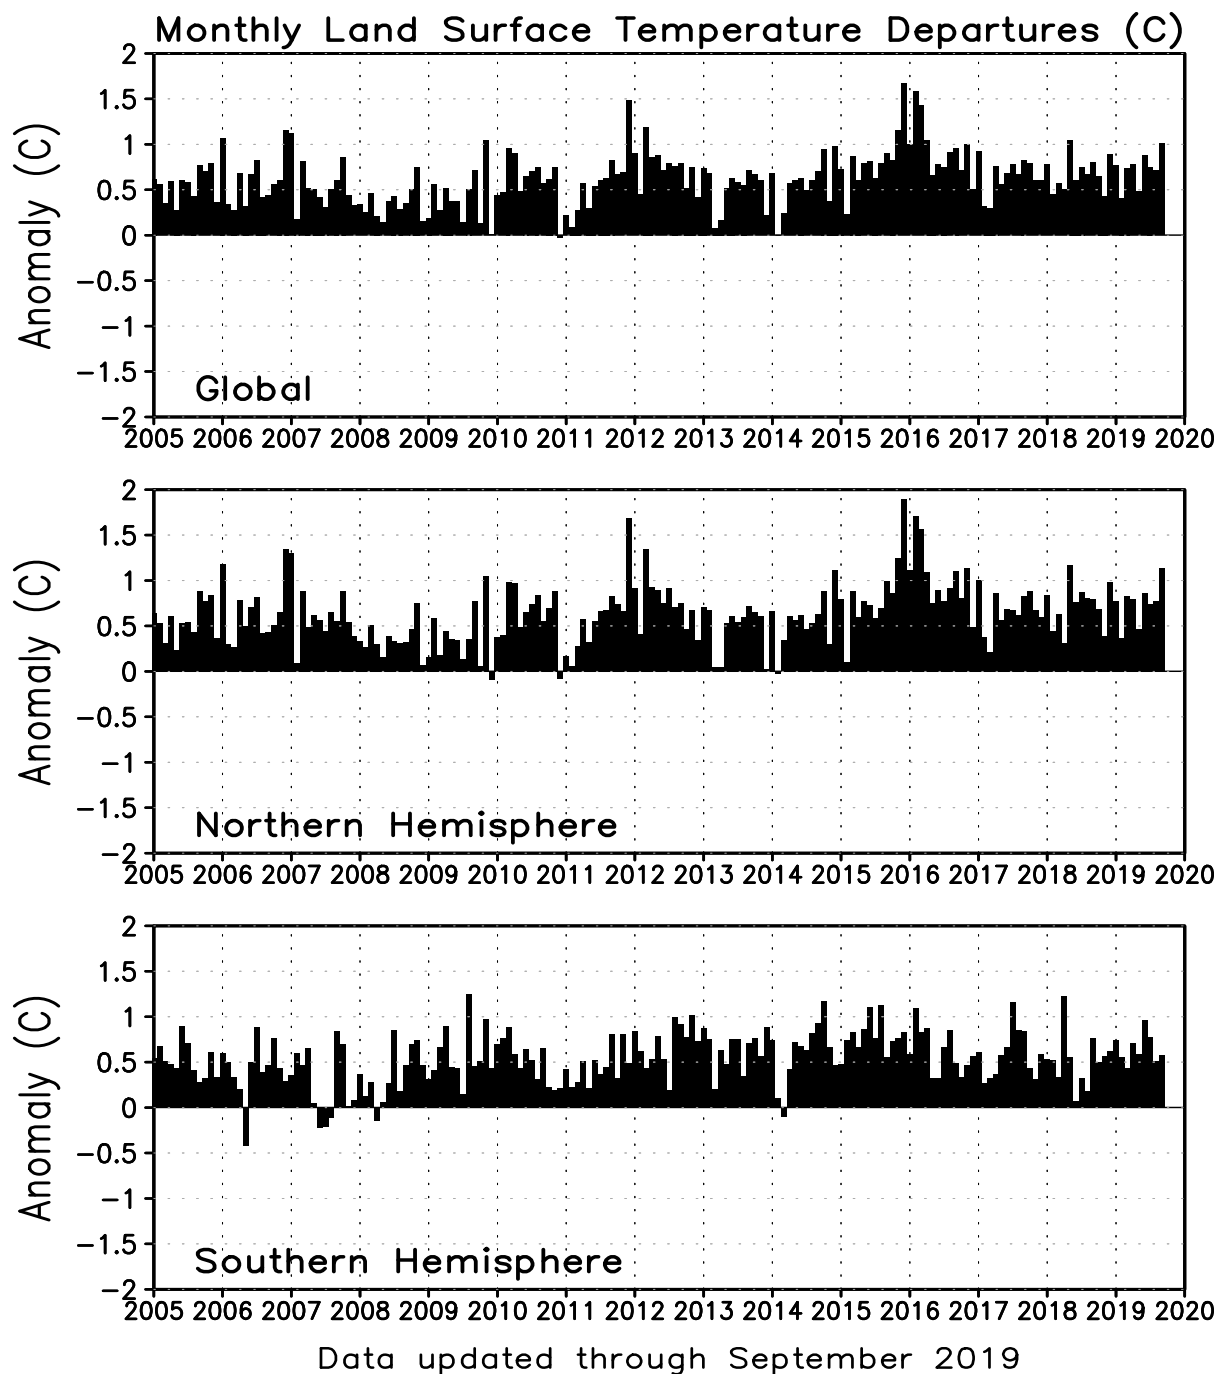 Monthly Land Surface Temperature Departures (C)
2
1.5
1
0.5
0
−0.5
−1
−1.5
−2
Anomaly (C)
Global
2005 2006 2007 2008 2009 2010 2011 2012 2013 2014 2015 2016 2017 2018 2019 2020
2
1.5
1
0.5
0
−0.5
−1
−1.5
−2
Anomaly (C)
Northern Hemisphere
2005 2006 2007 2008 2009 2010 2011 2012 2013 2014 2015 2016 2017 2018 2019 2020
2
1.5
1
0.5
0
−0.5
−1
−1.5
−2
Anomaly (C)
Southern Hemisphere
2005 2006 2007 2008 2009 2010 2011 2012 2013 2014 2015 2016 2017 2018 2019 2020
Data updated through September 2019